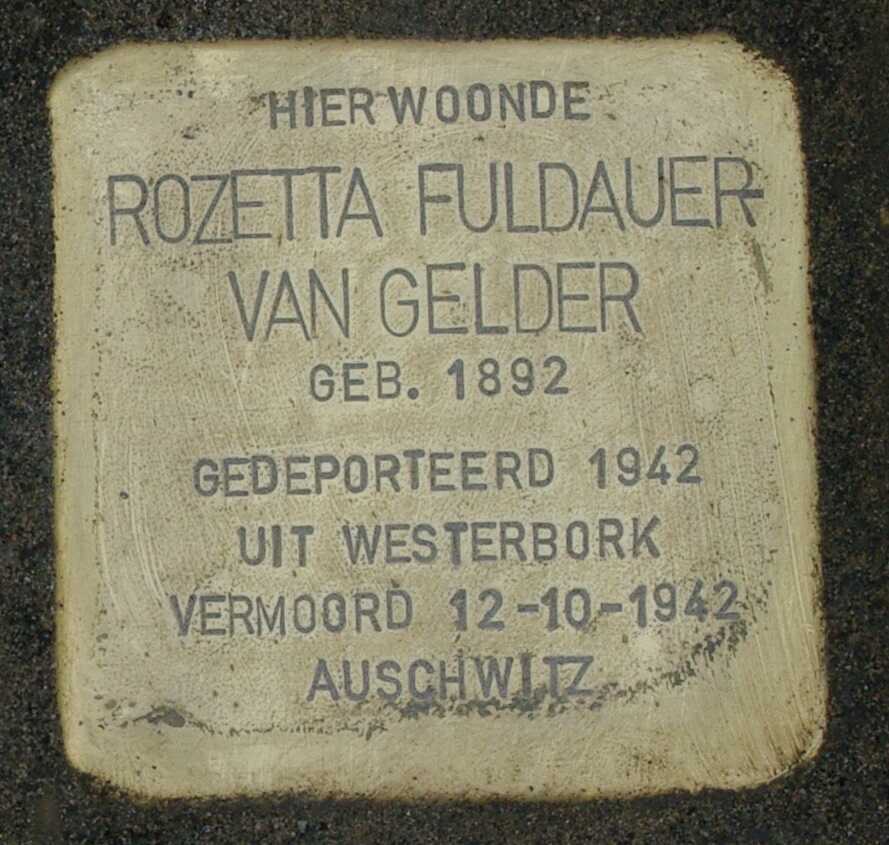 HIER WOONDE
ROZETTA FULDAUER-
VAN GELDER
GEB. 1892
GEDEPORTEERD 1942
UIT WESTERBORK
VERMOORD 12-10-1942
AUSCHWITZ